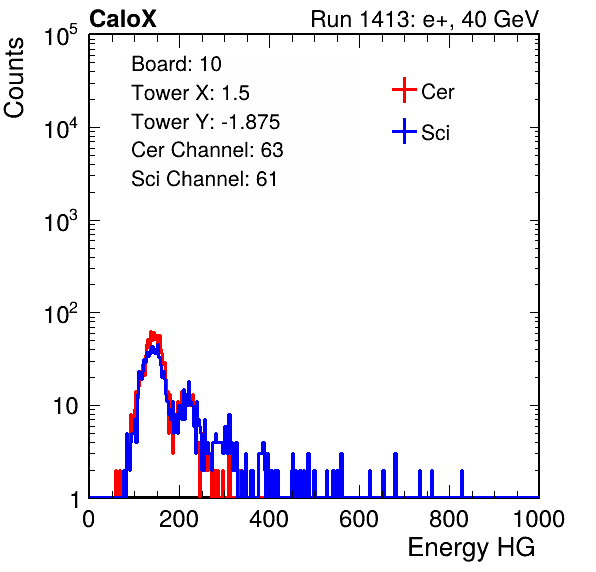 CaloX Run 1413: e+, 40 GeV
Counts
10^5
10^4
10^3
10^2
10
1
Board: 10
Tower X: 1.5
Tower Y: -1.875
Cer Channel: 63
Sci Channel: 61
Cer
Sci
0 200 400 600 800 1000
Energy HG